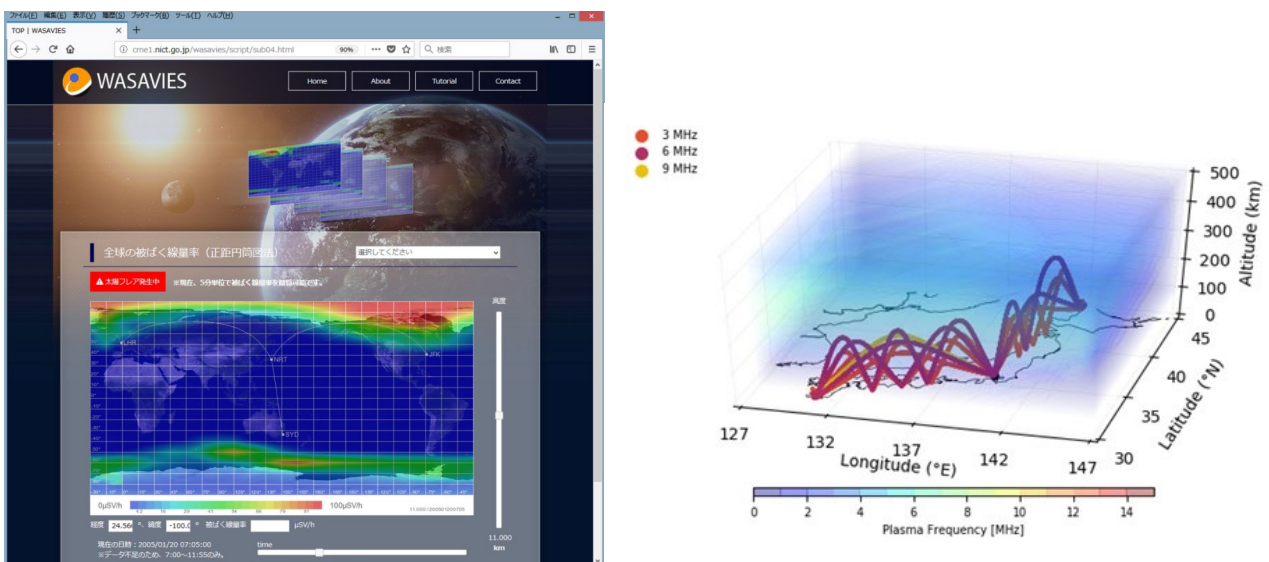 ファイル(F) 編集(E) 表示(V) 履歴(S) ブックマーク(B) ツール(T) ヘルプ(H)
TOP | WASAVIES
cme1.nict.go.jp/wasavies/script/sub04.html
90%
検索
WASAVIES
Home
About
Tutorial
Contact
全球の被ばく線量率（正距円筒図法）
選択してください
太陽フレア発生中
※現在、5分単位で被ばく線量率を閲覧可能です。
高度
LHR
NRT
JFK
SYD
0μSV/h
100μSV/h
経度 24.56 °、緯度 -100.0 ° 被ばく線量率 μSV/h
11.000
km
現在の日時：2005/01/20 07:05:00
time
※データ不足のため、7:00～11:55のみ。
3 MHz
6 MHz
9 MHz
500
400
300
200
100
0
Altitude (km)
45
40
35
30
Latitude (°N)
127
132
137
142
147
Longitude (°E)
0 2 4 6 8 10 12 14
Plasma Frequency [MHz]